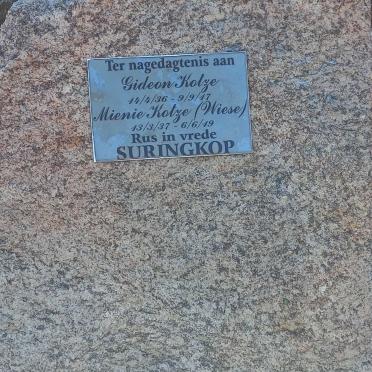 Ter nagedagtenis aan
Gideon Kotze
14/4/36 - 9/9/17
Mienie Kotze (Wiese)
13/3/37 - 6/6/19
Rus in vrede
SURINGKOP